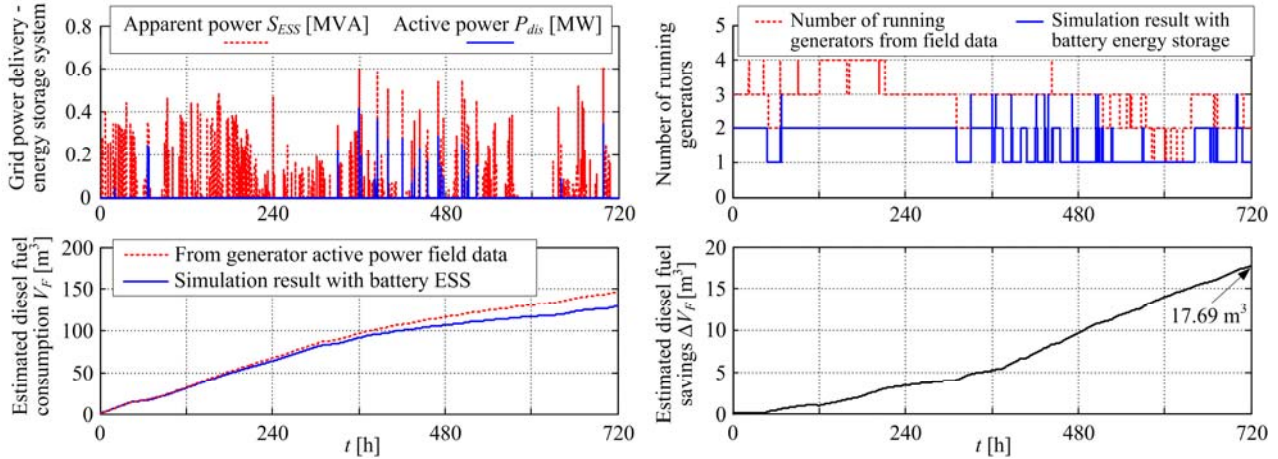 Grid power delivery -
energy storage system
Apparent power S_ESS [MVA] Active power P_dis [MW]
0.8
0.6
0.4
0.2
0
0 240 480 720
Number of running
generators
Number of running
generators from field data
Simulation result with
battery energy storage
5
4
3
2
1
0
0 240 480 720
Estimated diesel fuel
consumption V_F [m³]
From generator active power field data
Simulation result with battery ESS
200
150
100
50
0
0 240 480 720
t [h]
Estimated diesel fuel
savings ΔV_F [m³]
20
15
10
5
0
17.69 m³
0 240 480 720
t [h]